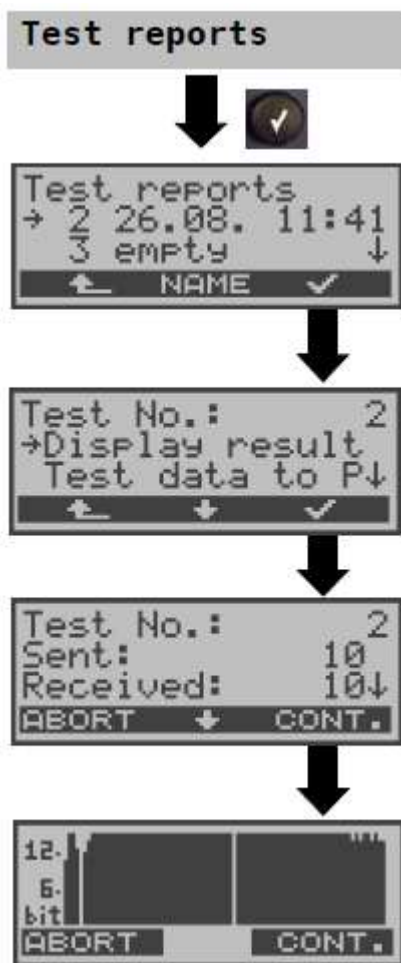 Test reports
Test reports
→ 2 26.08. 11:41
3 empty ↓
NAME ✓
Test No.: 2
→Display result
Test data to P↓
↓ ✓
Test No.: 2
Sent: 10
Received: 10↓
ABORT ↓ CONT.
12
6
bit
ABORT CONT.